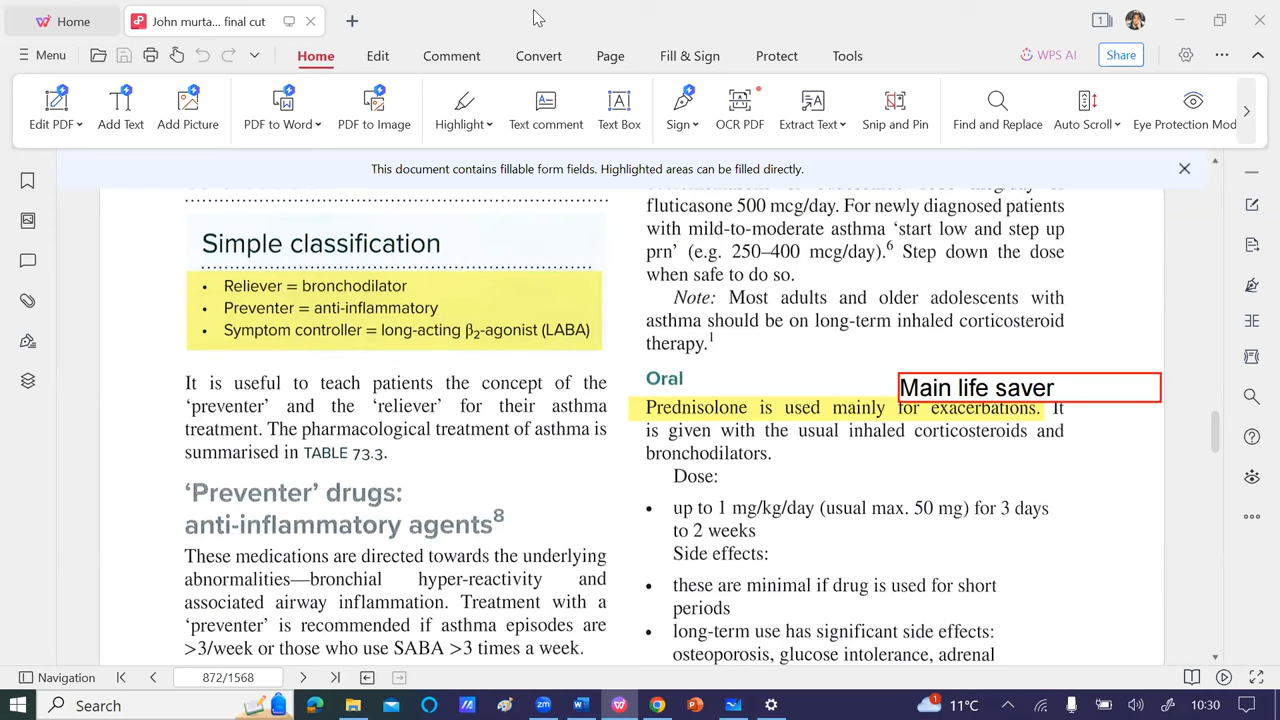 Home
John murta... final cut
1
Menu
Home
Edit
Comment
Convert
Page
Fill & Sign
Protect
Tools
WPS AI
Share
Edit PDF
Add Text
Add Picture
PDF to Word
PDF to Image
Highlight
Text comment
Text Box
Sign
OCR PDF
Extract Text
Snip and Pin
Find and Replace
Auto Scroll
Eye Protection Mod
This document contains fillable form fields. Highlighted areas can be filled directly.
Simple classification
• Reliever = bronchodilator
• Preventer = anti-inflammatory
• Symptom controller = long-acting β₂-agonist (LABA)
It is useful to teach patients the concept of the
‘preventer’ and the ‘reliever’ for their asthma
treatment. The pharmacological treatment of asthma is
summarised in TABLE 73.3.
‘Preventer’ drugs:
anti-inflammatory agents⁸
These medications are directed towards the underlying
abnormalities—bronchial hyper-reactivity and
associated airway inflammation. Treatment with a
‘preventer’ is recommended if asthma episodes are
>3/week or those who use SABA >3 times a week.
fluticasone 500 mcg/day. For newly diagnosed patients
with mild-to-moderate asthma ‘start low and step up
prn’ (e.g. 250–400 mcg/day).⁶ Step down the dose
when safe to do so.
Note: Most adults and older adolescents with
asthma should be on long-term inhaled corticosteroid
therapy.¹
Oral
Main life saver
Prednisolone is used mainly for exacerbations. It
is given with the usual inhaled corticosteroids and
bronchodilators.
Dose:
• up to 1 mg/kg/day (usual max. 50 mg) for 3 days
to 2 weeks
Side effects:
• these are minimal if drug is used for short
periods
• long-term use has significant side effects:
osteoporosis, glucose intolerance, adrenal
Navigation
872/1568
Search
11°C
10:30